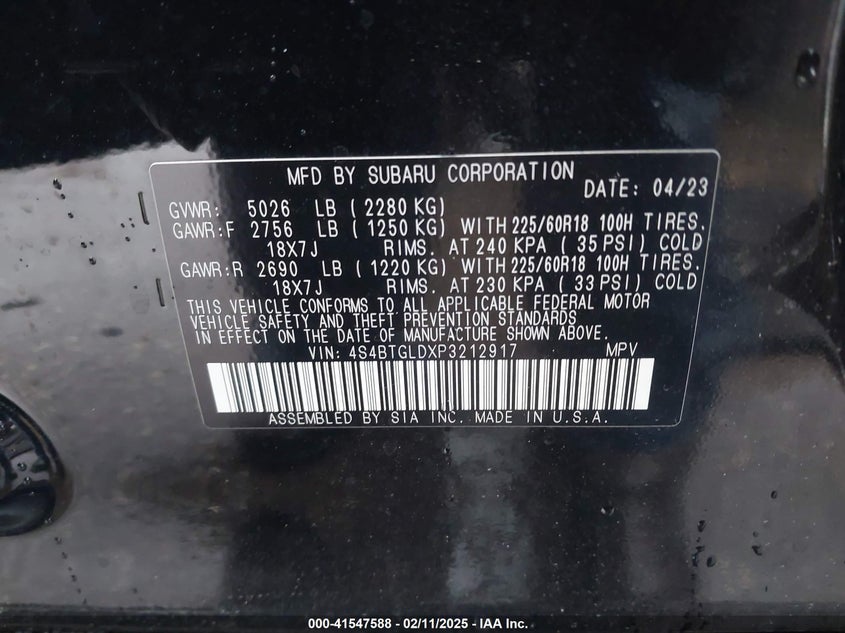 MFD BY SUBARU CORPORATION
DATE: 04/23
GVWR: 5026 LB ( 2280 KG)
GAWR:F 2756 LB ( 1250 KG) WITH 225/60R18 100H TIRES.
18X7J RIMS. AT 240 KPA ( 35 PSI) COLD
GAWR:R 2690 LB ( 1220 KG) WITH 225/60R18 100H TIRES.
18X7J RIMS. AT 230 KPA ( 33 PSI) COLD
THIS VEHICLE CONFORMS TO ALL APPLICABLE FEDERAL MOTOR
VEHICLE SAFETY AND THEFT PREVENTION STANDARDS
IN EFFECT ON THE DATE OF MANUFACTURE SHOWN ABOVE.
VIN: 4S4BTGLDXP3212917 MPV
ASSEMBLED BY SIA INC. MADE IN U.S.A.
000-41547588 - 02/11/2025 - IAA Inc.